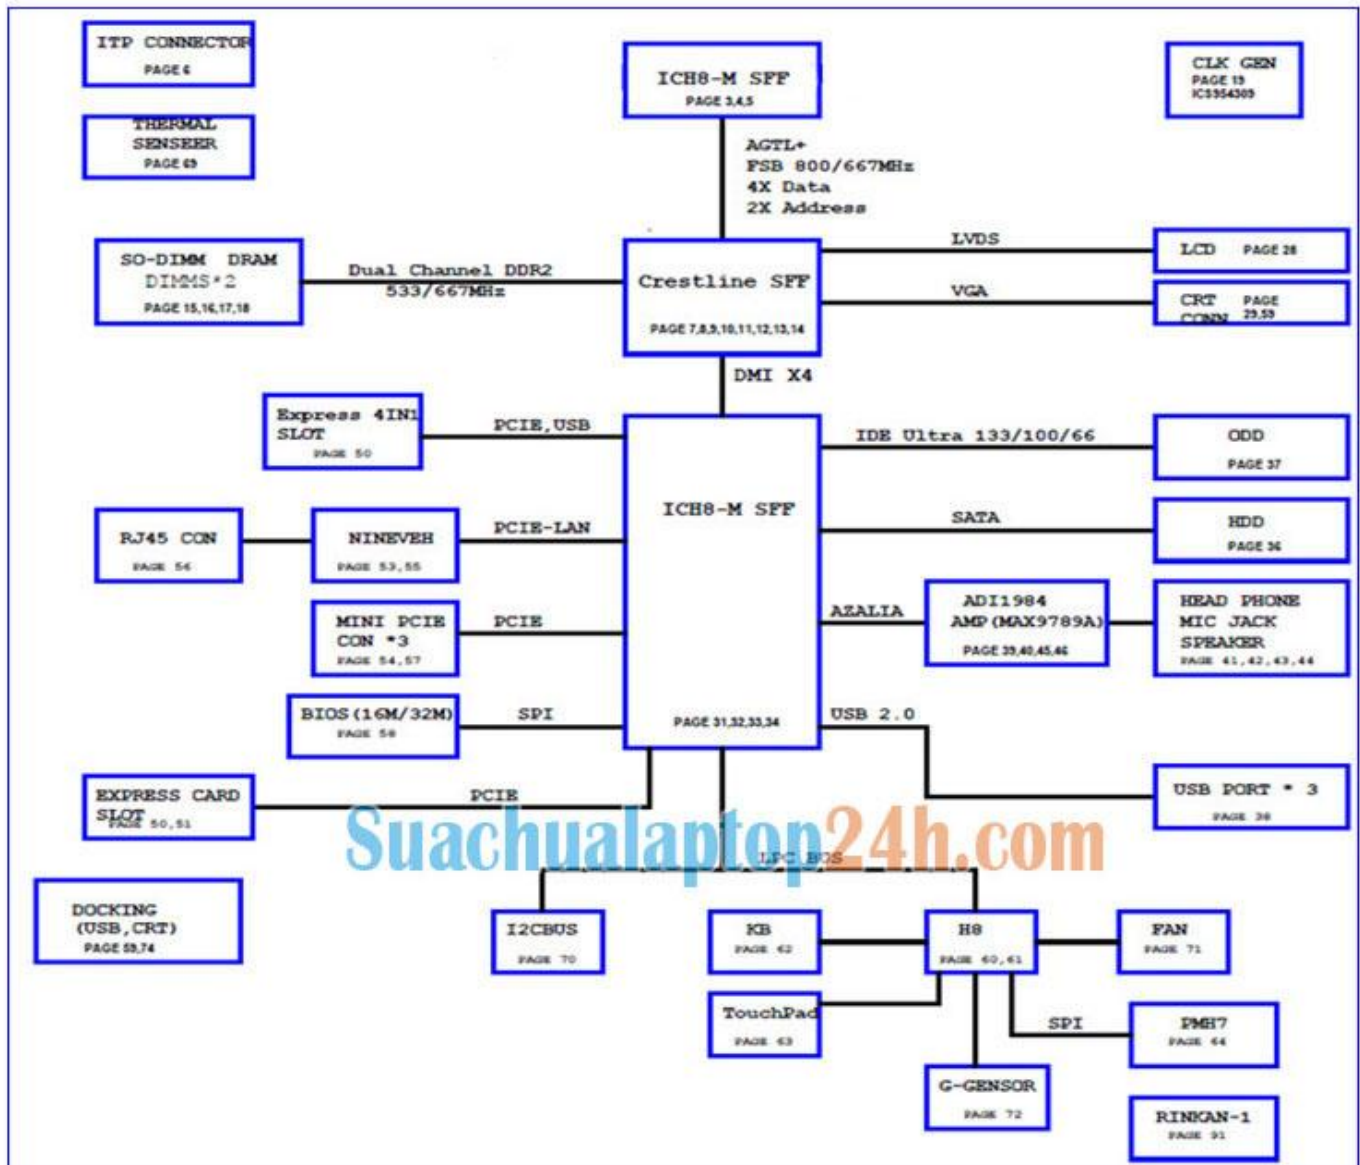 ITP CONNECTOR
PAGE 6
THERMAL
SENSEER
PAGE 69
ICH8-M SFF
PAGE 3,4,5
CLK GEN
PAGE 19
ICS954309
AGTL+
FSB 800/667MHz
4X Data
2X Address
SO-DIMM DRAM
DIMMS*2
PAGE 15,16,17,18
Dual Channel DDR2
533/667MHz
Crestline SFF
PAGE 7,8,9,10,11,12,13,14
LVDS
LCD PAGE 28
VGA
CRT PAGE
CONN 29,59
DMI X4
Express 4IN1
SLOT
PAGE 50
PCIE,USB
IDE Ultra 133/100/66
ODD
PAGE 37
ICH8-M SFF
PAGE 31,32,33,34
RJ45 CON
PAGE 56
NINEVEH
PAGE 53,55
PCIE-LAN
SATA
HDD
PAGE 36
MINI PCIE
CON *3
PAGE 54,57
PCIE
AZALIA
ADI1984
AMP(MAX9789A)
PAGE 39,40,45,46
HEAD PHONE
MIC JACK
SPEAKER
PAGE 41,42,43,44
BIOS(16M/32M)
PAGE 58
SPI
USB 2.0
USB PORT * 3
PAGE 38
EXPRESS CARD
SLOT
PAGE 50,51
PCIE
Suachualaptop24h.com
LPC BUS
DOCKING
(USB,CRT)
PAGE 59,74
I2CBUS
PAGE 70
KB
PAGE 62
H8
PAGE 60,61
FAN
PAGE 71
TouchPad
PAGE 63
SPI
PMH7
PAGE 64
G-GENSOR
PAGE 72
RINKAN-1
PAGE 91